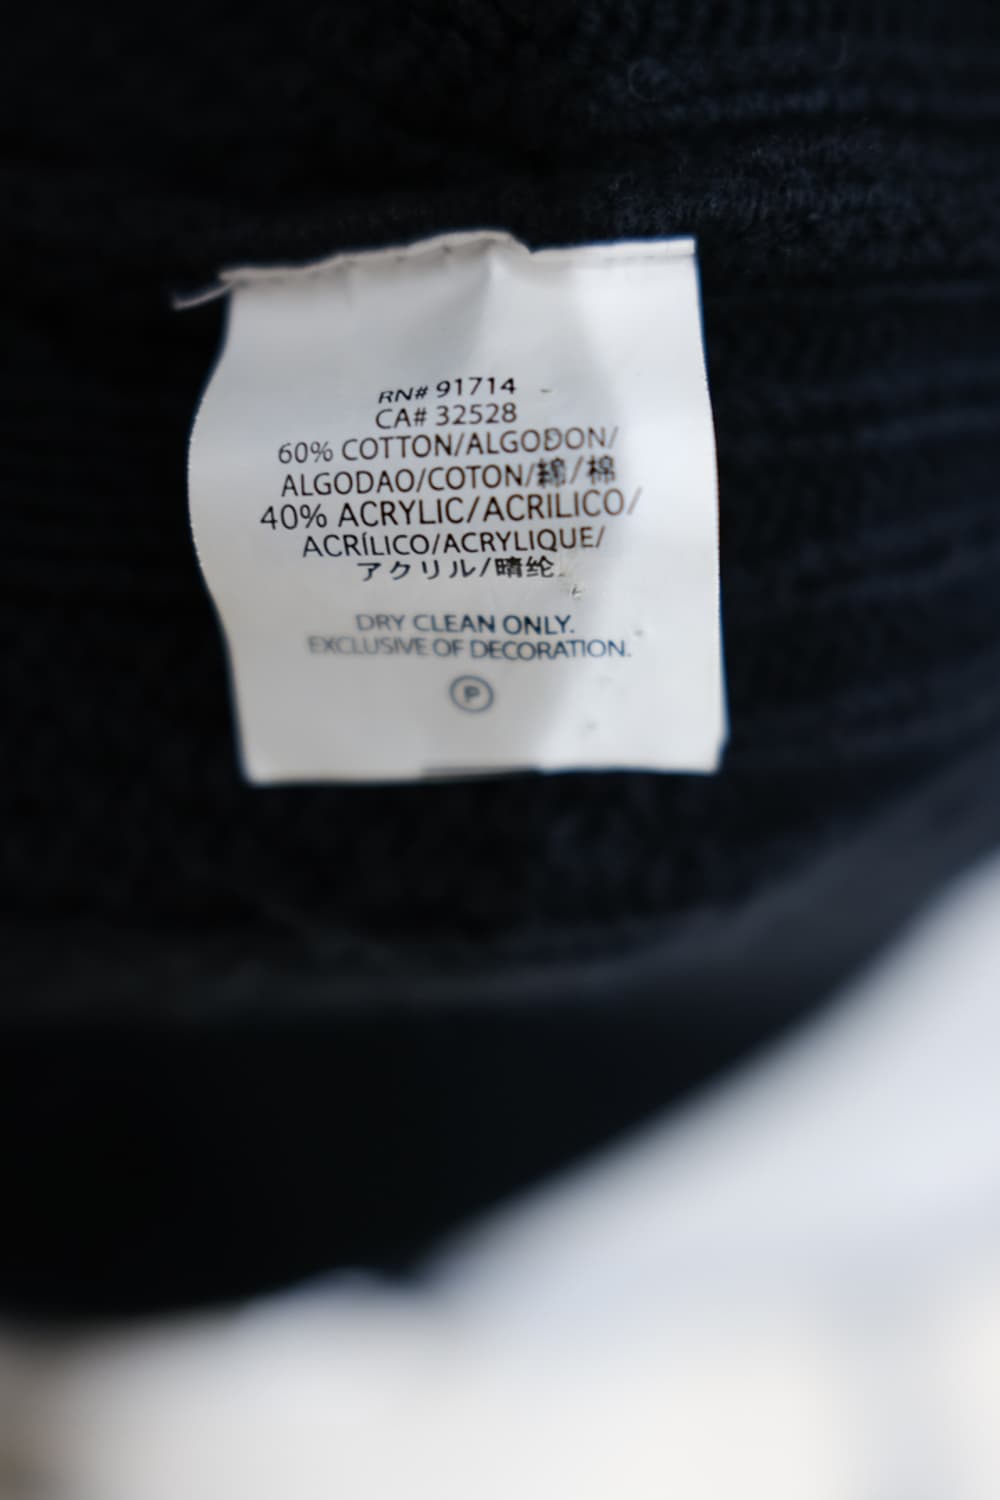 RN# 91714
CA# 32528
60% COTTON/ALGODON/
ALGODAO/COTON/綿/棉
40% ACRYLIC/ACRILICO/
ACRÍLICO/ACRYLIQUE/
アクリル/晴纶
DRY CLEAN ONLY.
EXCLUSIVE OF DECORATION.
P